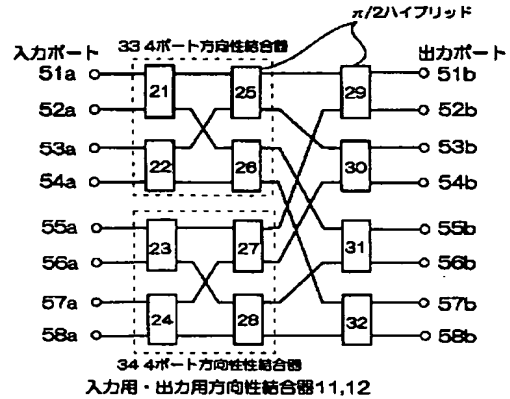 π/2ハイブリッド
入力ポート
33 4ポート方向性結合器
出力ポート
51a
21
25
29
51b
52a
52b
53a
22
26
30
53b
54a
54b
55a
23
27
31
55b
56a
56b
57a
24
28
32
57b
58a
58b
34 4ポート方向性性結合器
入力用・出力用方向性結合器11,12